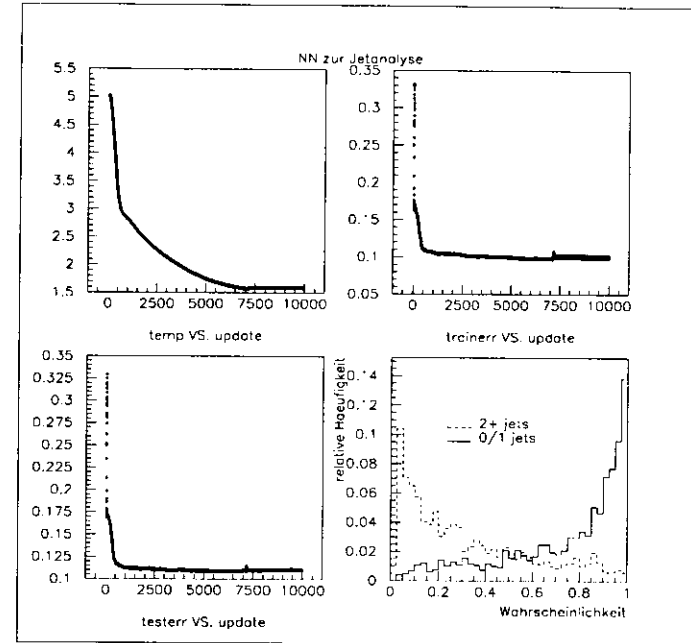 NN zur Jetanalyse
5.5
5
4.5
4
3.5
3
2.5
2
1.5
0 2500 5000 7500 10000
temp VS. update
0.35
0.3
0.25
0.2
0.15
0.1
0.05
0 2500 5000 7500 10000
trainerr VS. update
0.35
0.325
0.3
0.275
0.25
0.225
0.2
0.175
0.15
0.125
0.1
0 2500 5000 7500 10000
testerr VS. update
relative Haeufigkeit
0.14
0.12
0.1
0.08
0.06
0.04
0.02
0
2+ jets
0/1 jets
0 0.2 0.4 0.6 0.8 1
Wahrscheinlichkeit